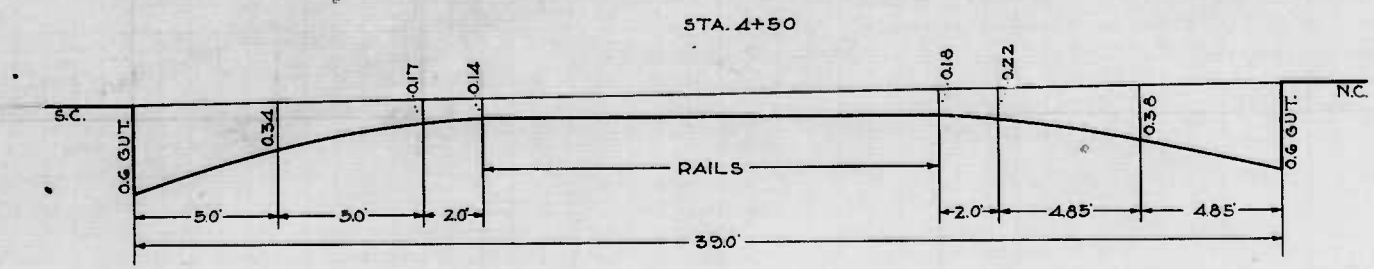 STA. 4+50
S.C.
0.6 GUT.
0.34
0.17
0.14
0.18
0.22
0.38
0.6 GUT.
N.C.
RAILS
5.0'
5.0'
2.0'
2.0'
4.85'
4.85'
39.0'